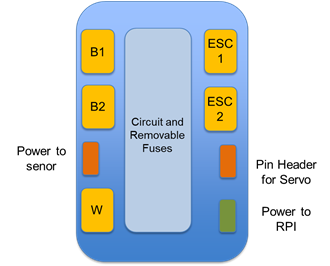 B1
ESC
1
B2
ESC
2
Circuit and
Removable
Fuses
Power to
senor
Pin Header
for Servo
W
Power to
RPI